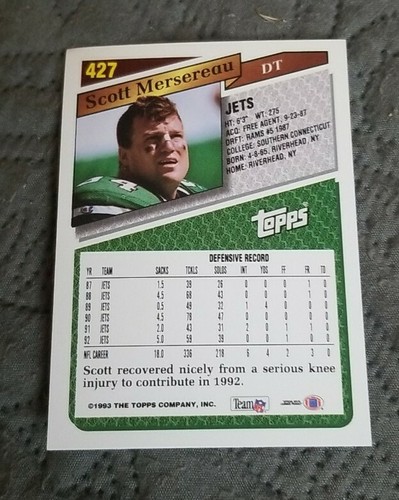 427
Scott Mersereau
DT
JETS
HT: 6'3" WT: 275
ACQ: FREE AGENT, 9-23-87
DRFT: RAMS #5 1987
COLLEGE: SOUTHERN CONNECTICUT
BORN: 4-8-65, RIVERHEAD, NY
HOME: RIVERHEAD, NY
Topps
DEFENSIVE RECORD
YR TEAM SACKS TCKLS SOLOS INT YDS FF FR TD
87 JETS 1.5 39 26 0 0 0 1 0
88 JETS 4.5 68 43 0 0 0 0 0
89 JETS 0.5 49 32 1 4 0 0 0
90 JETS 4.5 78 47 0 0 0 0 0
91 JETS 2.0 43 31 2 0 1 1 0
92 JETS 5.0 59 39 0 0 1 0
NFL CAREER 18.0 336 218 6 4 2 3 0
Scott recovered nicely from a serious knee
injury to contribute in 1992.
©1993 THE TOPPS COMPANY, INC.
Team NFL